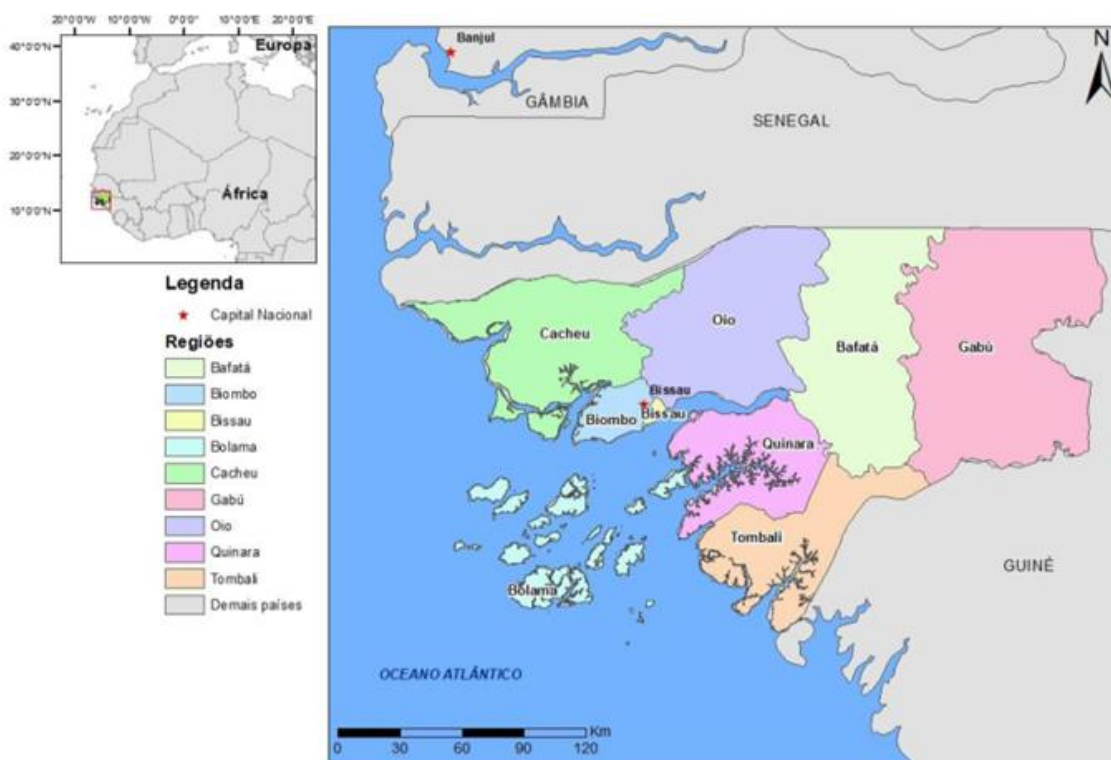 20°0'0"W 10°0'0"W 0°0'0" 10°0'0"E 20°0'0"E
40°0'0"N
30°0'0"N
20°0'0"N
10°0'0"N
Europa
África
Legenda
Capital Nacional
Regiões
Bafatá
Biombo
Bissau
Bolama
Cacheu
Gabú
Oio
Quinara
Tombali
Demais países
N
Banjul
GÂMBIA
SENEGAL
Cacheu
Oio
Bafatá
Gabú
Bissau
Biombo
Bissau
Quinara
Tombali
Bolama
GUINÉ
OCEANO ATLÂNTICO
Km
0 30 60 90 120